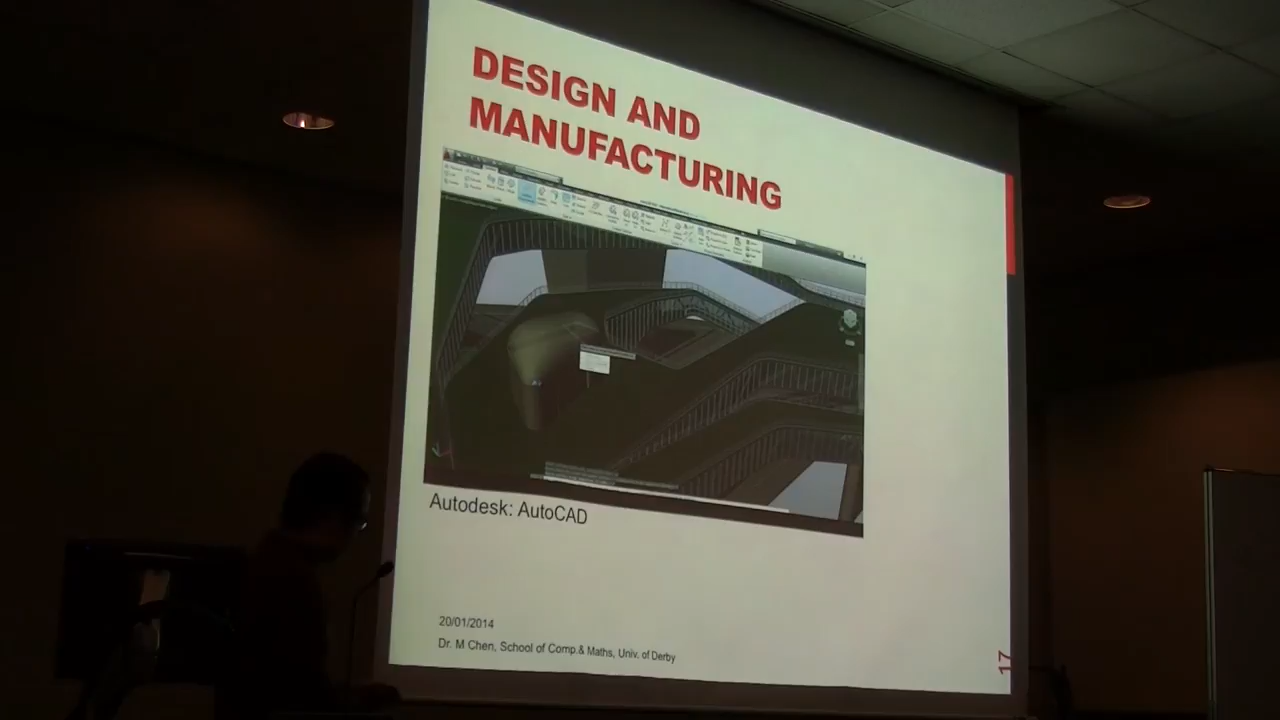 DESIGN AND
MANUFACTURING
Autodesk: AutoCAD
20/01/2014
Dr. M Chen, School of Comp.& Maths, Univ. of Derby
17